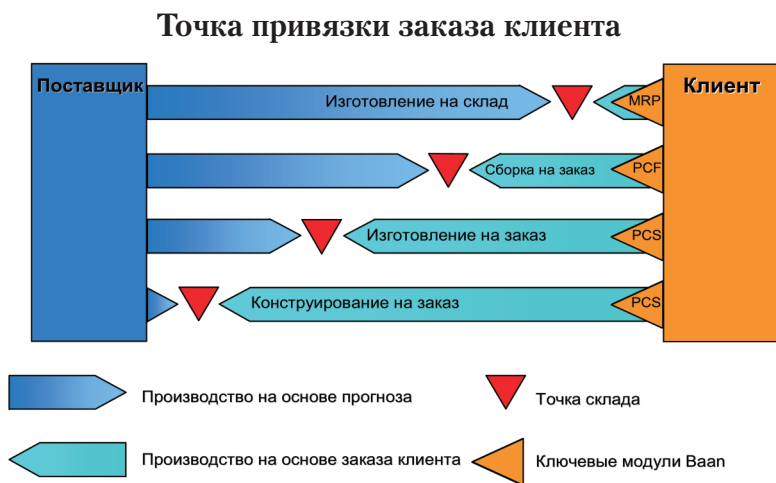 Точка привязки заказа клиента
Поставщик
Клиент
Изготовление на склад
MRP
Сборка на заказ
PCF
Изготовление на заказ
PCS
Конструирование на заказ
PCS
Производство на основе прогноза
Точка склада
Производство на основе заказа клиента
Ключевые модули Baan